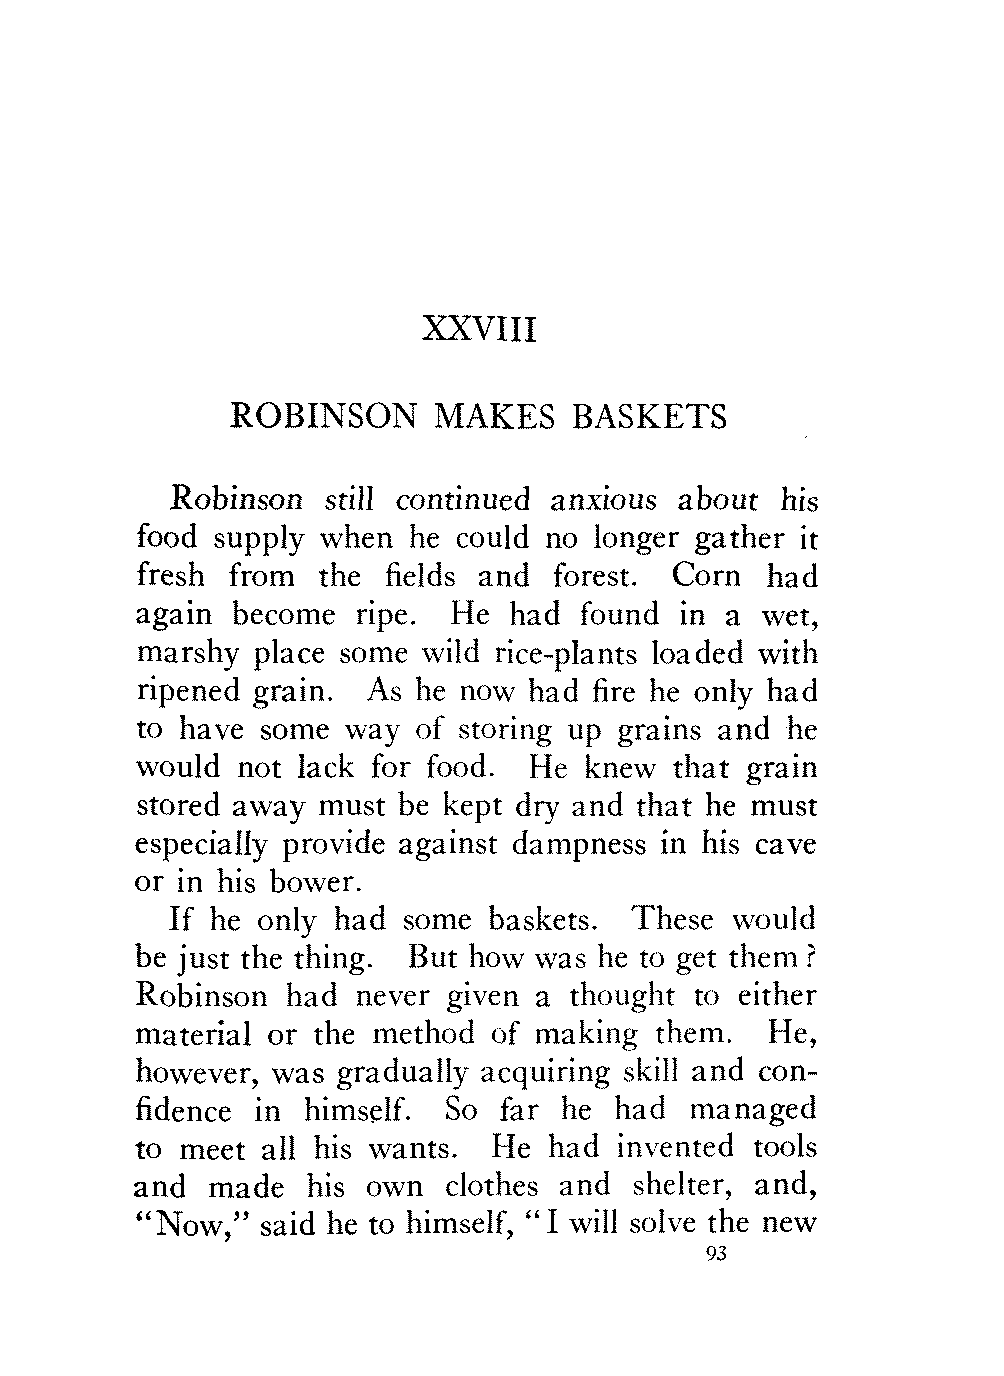 XXVIII
ROBINSON MAKES BASKETS
Robinson still continued anxious about his
food supply when he could no longer gather it
fresh from the fields and forest. Corn had
again become ripe. He had found in a wet,
marshy place some wild rice-plants loaded with
ripened grain. As he now had fire he only had
to have some way of storing up grains and he
would not lack for food. He knew that grain
stored away must be kept dry and that he must
especially provide against dampness in his cave
or in his bower.
If he only had some baskets. These would
be just the thing. But how was he to get them?
Robinson had never given a thought to either
material or the method of making them. He,
however, was gradually acquiring skill and con-
fidence in himself. So far he had managed
to meet all his wants. He had invented tools
and made his own clothes and shelter, and,
"Now," said he to himself, "I will solve the new
93